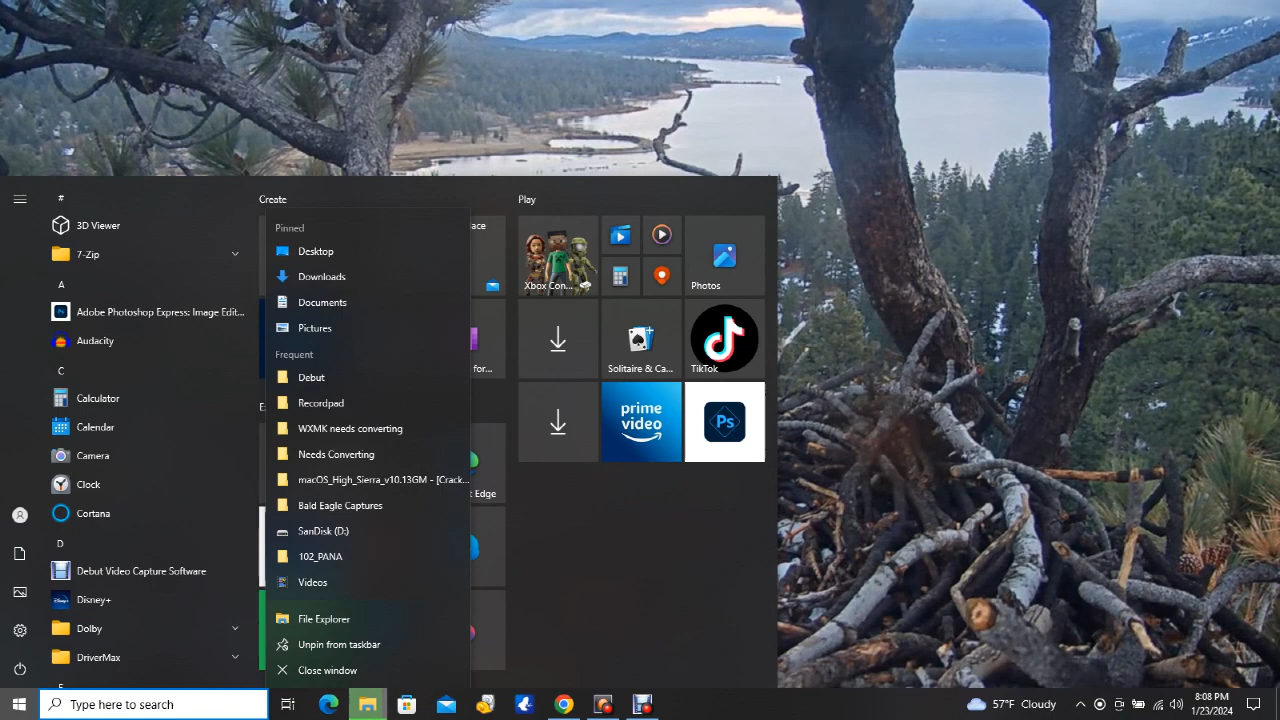 #
3D Viewer
7-Zip
A
Adobe Photoshop Express: Image Edit...
Audacity
C
Calculator
Calendar
Camera
Clock
Cortana
D
Debut Video Capture Software
Disney+
Dolby
DriverMax
Create
Pinned
Desktop
Downloads
Documents
Pictures
Frequent
Debut
Recordpad
WXMK needs converting
Needs Converting
macOS_High_Sierra_v10.13GM - [Crack...
Bald Eagle Captures
SanDisk (D:)
102_PANA
Videos
File Explorer
Unpin from taskbar
Close window
for...
Edge
Play
Xbox Con...
Photos
Solitaire & Ca...
TikTok
prime
video
Ps
Type here to search
57°F Cloudy
8:08 PM
1/23/2024